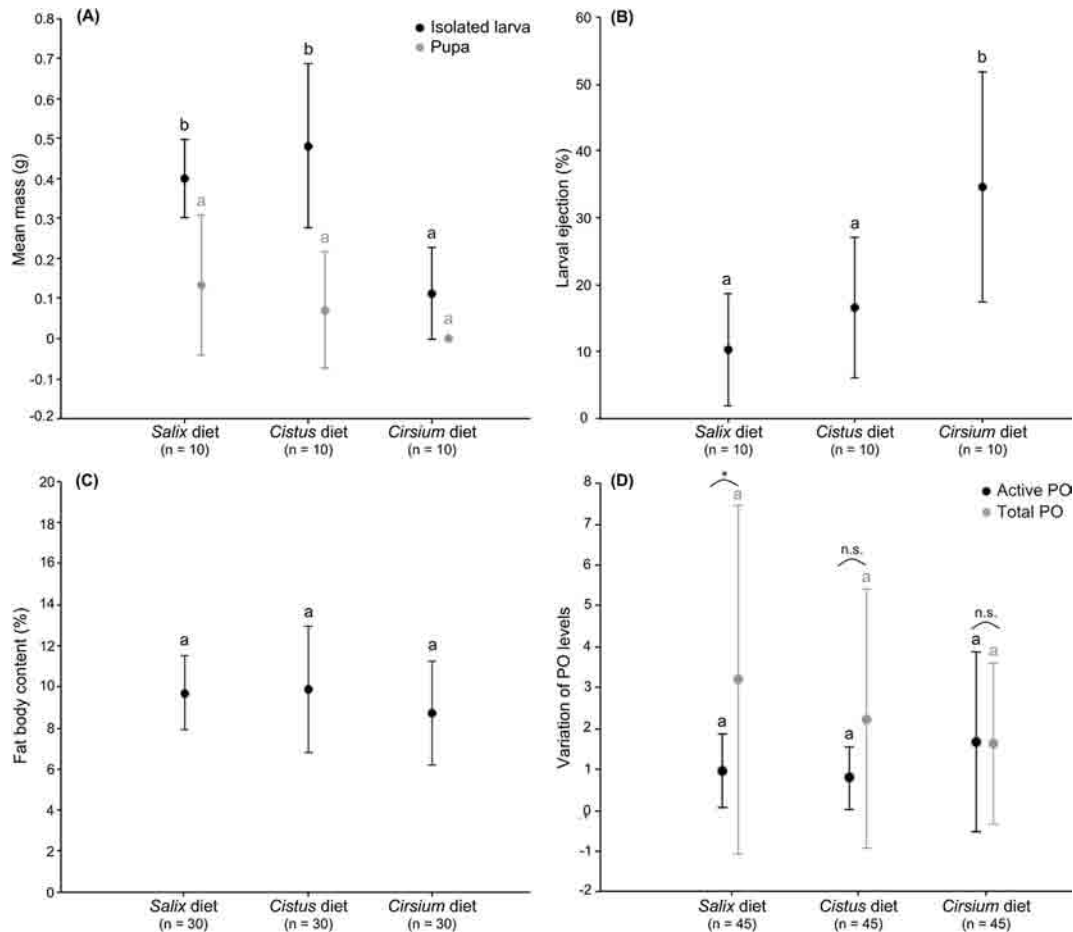 (A)
Isolated larva
Pupa
Mean mass (g)
0.8
0.7
0.6
0.5
0.4
0.3
0.2
0.1
0
-0.1
-0.2
b
a
b
a
a
a
Salix diet
(n = 10)
Cistus diet
(n = 10)
Cirsium diet
(n = 10)
(B)
Larval ejection (%)
60
50
40
30
20
10
0
a
a
b
Salix diet
(n = 10)
Cistus diet
(n = 10)
Cirsium diet
(n = 10)
(C)
Fat body content (%)
20
18
16
14
12
10
8
6
4
2
0
a
a
a
Salix diet
(n = 30)
Cistus diet
(n = 30)
Cirsium diet
(n = 30)
(D)
Active PO
Total PO
Variation of PO levels
8
7
6
5
4
3
2
1
0
-1
-2
*
a
a
n.s.
a
a
n.s.
a
a
Salix diet
(n = 45)
Cistus diet
(n = 45)
Cirsium diet
(n = 45)